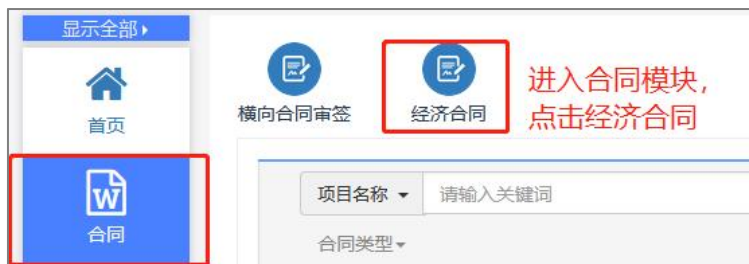 显示全部
首页
W
合同
横向合同审签
经济合同
进入合同模块，
点击经济合同
项目名称
请输入关键词
合同类型